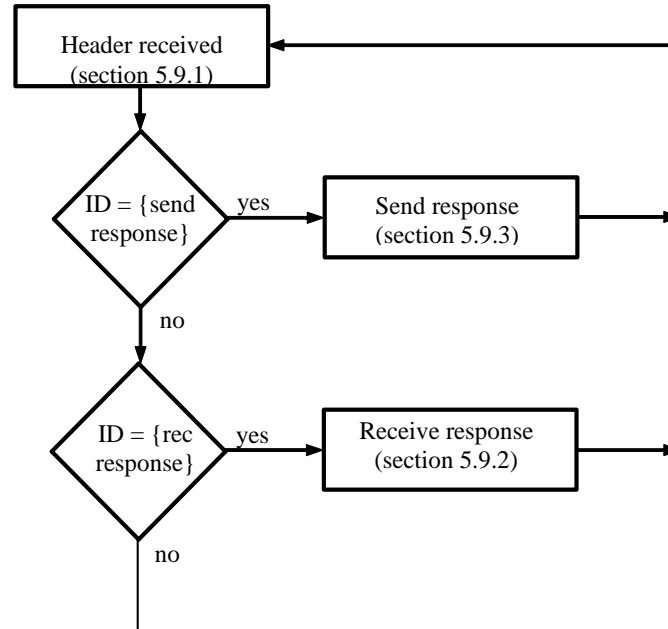 Header received
(section 5.9.1)
ID = {send
response}
yes
Send response
(section 5.9.3)
no
ID = {rec
response}
yes
Receive response
(section 5.9.2)
no